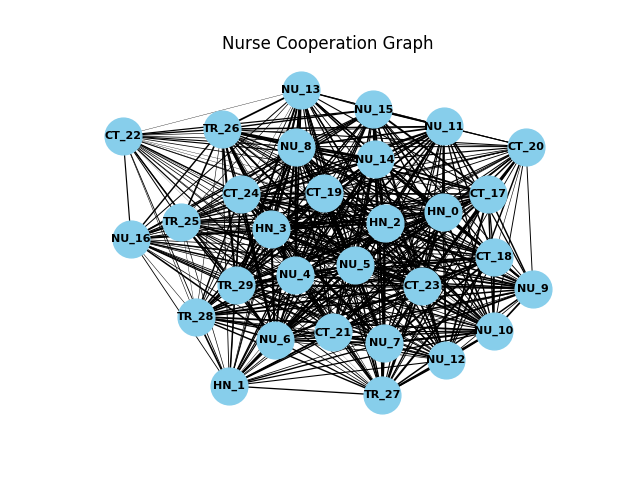 Nurse Cooperation Graph
NU_13
NU_15
NU_11
TR_26
CT_22
NU_8
CT_20
NU_14
CT_24
CT_19
CT_17
HN_0
TR_25
HN_2
HN_3
NU_16
CT_18
NU_5
NU_4
TR_29
CT_23
NU_9
TR_28
NU_10
CT_21
NU_6
NU_7
NU_12
HN_1
TR_27